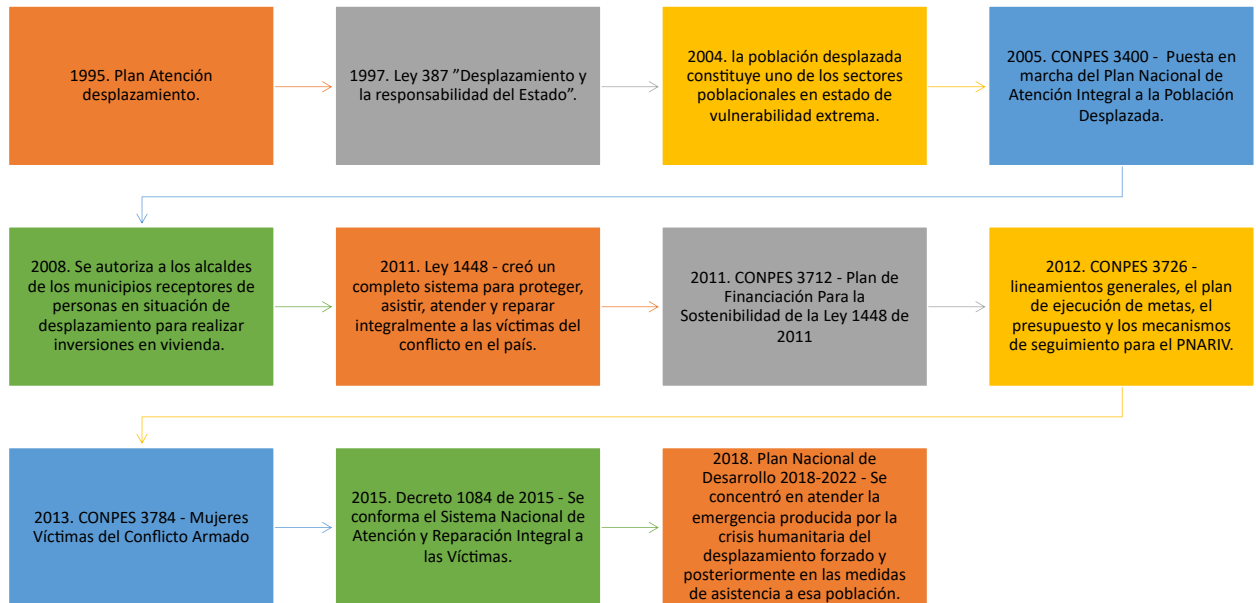 1995. Plan Atención
desplazamiento.
1997. Ley 387 ”Desplazamiento y
la responsabilidad del Estado”.
2004. la población desplazada
constituye uno de los sectores
poblacionales en estado de
vulnerabilidad extrema.
2005. CONPES 3400 - Puesta en
marcha del Plan Nacional de
Atención Integral a la Población
Desplazada.
2008. Se autoriza a los alcaldes
de los municipios receptores de
personas en situación de
desplazamiento para realizar
inversiones en vivienda.
2011. Ley 1448 - creó un
completo sistema para proteger,
asistir, atender y reparar
integralmente a las víctimas del
conflicto en el país.
2011. CONPES 3712 - Plan de
Financiación Para la
Sostenibilidad de la Ley 1448 de
2011
2012. CONPES 3726 -
lineamientos generales, el plan
de ejecución de metas, el
presupuesto y los mecanismos
de seguimiento para el PNARIV.
2013. CONPES 3784 - Mujeres
Víctimas del Conflicto Armado
2015. Decreto 1084 de 2015 - Se
conforma el Sistema Nacional de
Atención y Reparación Integral a
las Víctimas.
2018. Plan Nacional de
Desarrollo 2018-2022 - Se
concentró en atender la
emergencia producida por la
crisis humanitaria del
desplazamiento forzado y
posteriormente en las medidas
de asistencia a esa población.